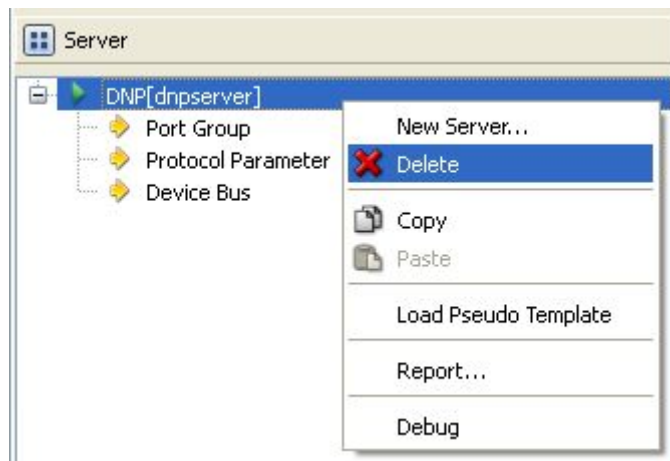 Server
DNP[dnpserver]
Port Group
Protocol Parameter
Device Bus
New Server...
Delete
Copy
Paste
Load Pseudo Template
Report...
Debug